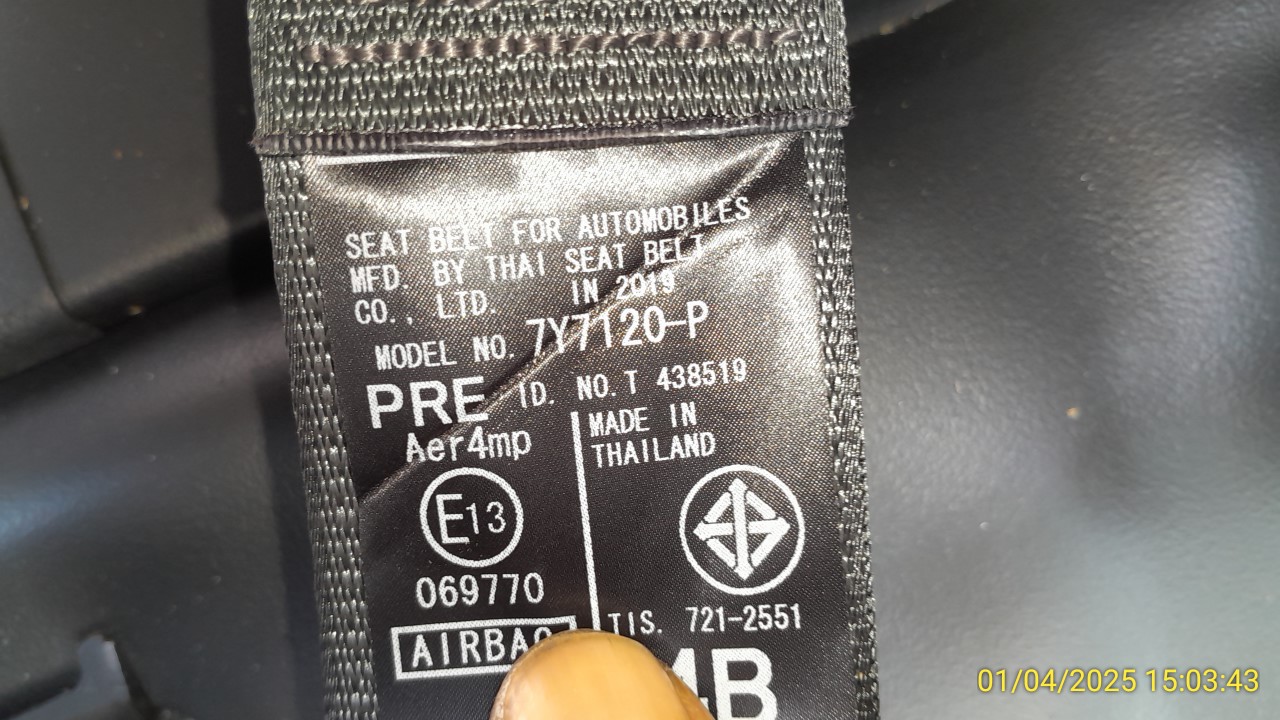 SEAT BELT FOR AUTOMOBILES
MFD. BY THAI SEAT BELT
CO., LTD. IN 2019
MODEL NO. 7Y7120-P
PRE ID. NO. T 438519
Aer4mp
MADE IN
THAILAND
E13
069770
TIS. 721-2551
4B
01/04/2025 15:03:43